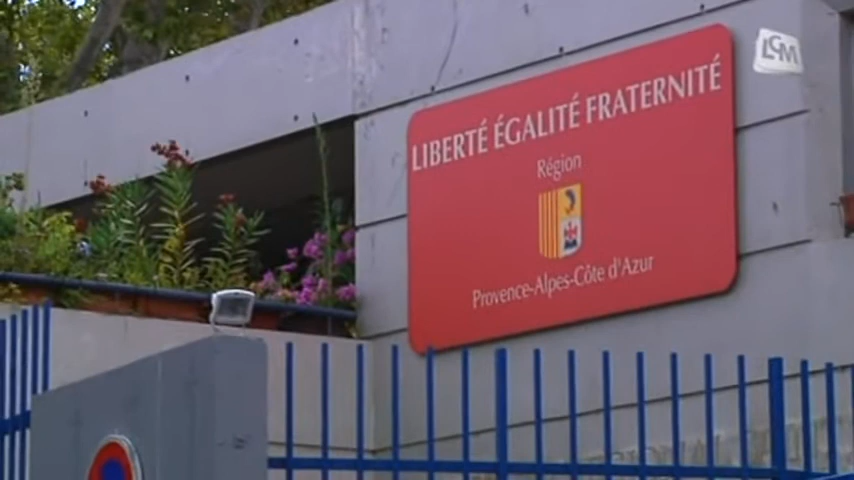 LCM
LIBERTÉ ÉGALITÉ FRATERNITÉ
Région
Provence-Alpes-Côte d'Azur